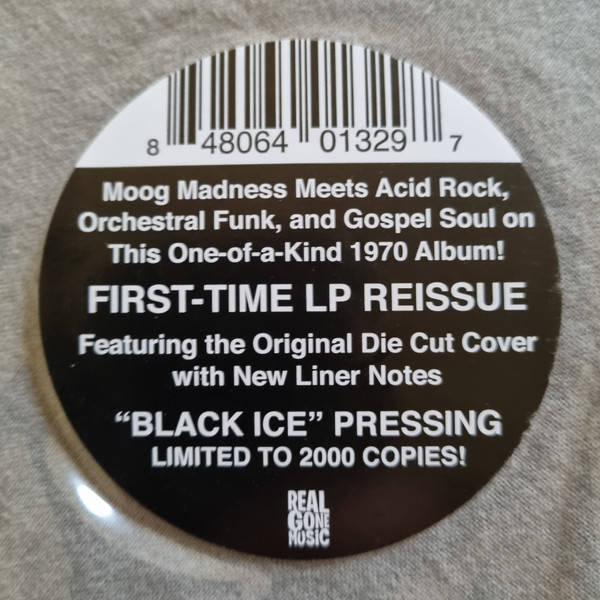 8 48064 01329 7
Moog Madness Meets Acid Rock,
Orchestral Funk, and Gospel Soul on
This One-of-a-Kind 1970 Album!
FIRST-TIME LP REISSUE
Featuring the Original Die Cut Cover
with New Liner Notes
“BLACK ICE” PRESSING
LIMITED TO 2000 COPIES!
REAL
GONE
MUSIC